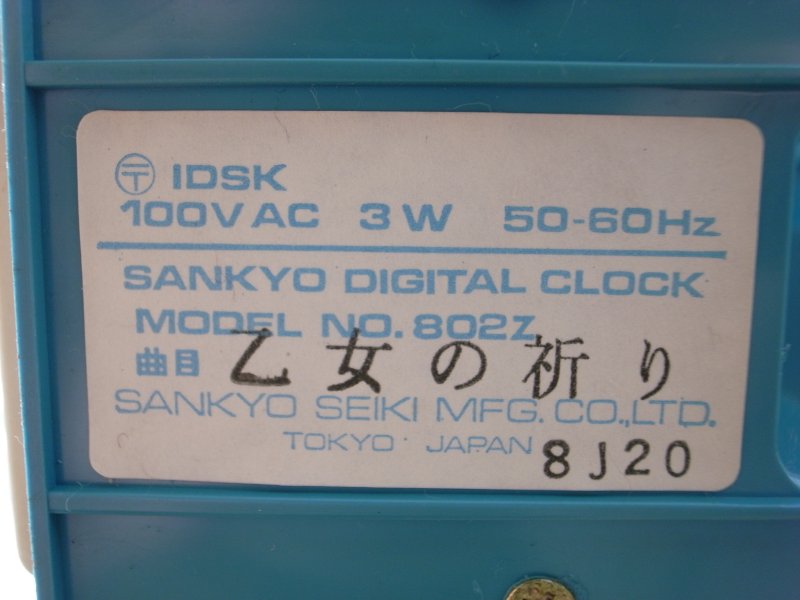 〒 IDSK
100V AC 3W 50-60Hz
SANKYO DIGITAL CLOCK
MODEL NO. 802Z
曲目 乙女の祈り
SANKYO SEIKI MFG. CO.,LTD.
TOKYO · JAPAN 8J20